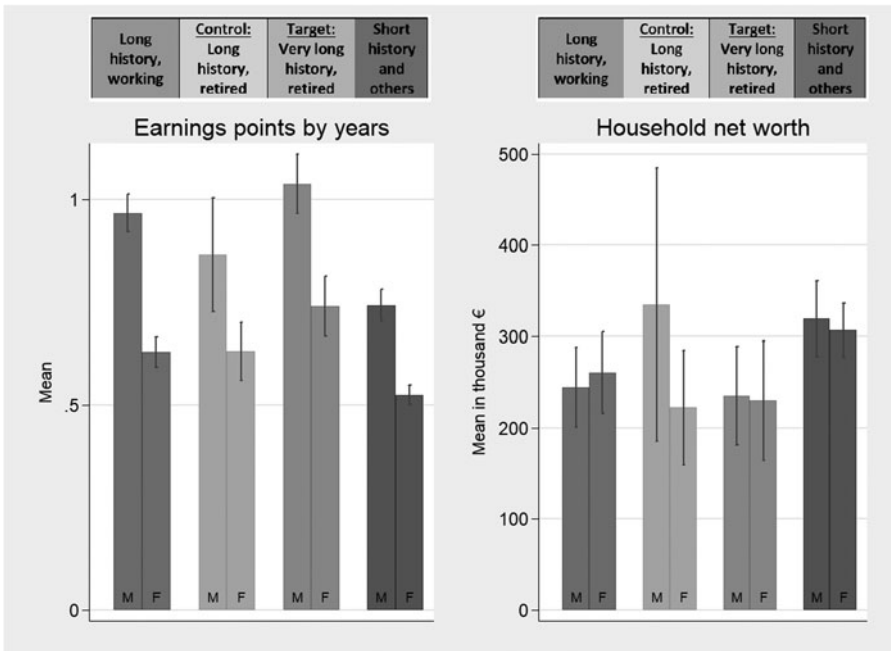 Long
history,
working
Control:
Long
history,
retired
Target:
Very long
history,
retired
Short
history
and
others
Earnings points by years
Mean
1
.5
0
M F M F M F M F
Long
history,
working
Control:
Long
history,
retired
Target:
Very long
history,
retired
Short
history
and
others
Household net worth
Mean in thousand €
500
400
300
200
100
0
M F M F M F M F